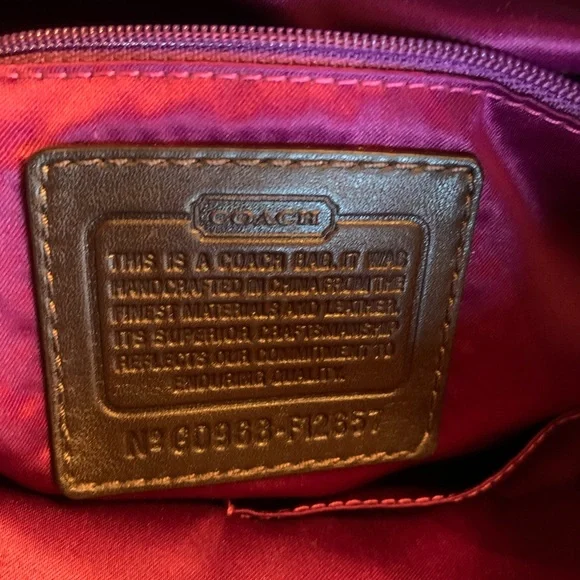 COACH
THIS IS A COACH BAG. IT WAS
HANDCRAFTED IN CHINA FROM THE
FINEST MATERIALS AND LEATHER.
ITS SUPERIOR CRAFTSMANSHIP
REFLECTS OUR COMMITMENT TO
ENDURING QUALITY.
Nº G0968-F12657